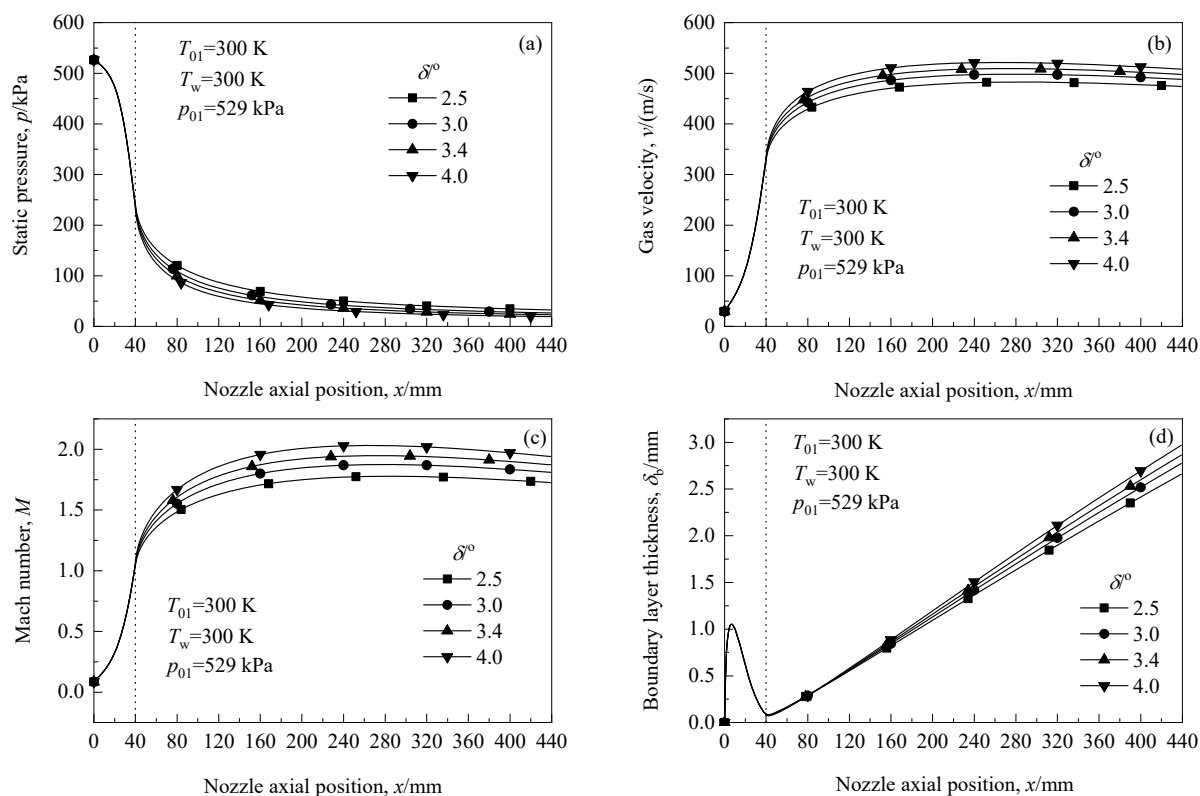 (a)
T01=300 K
Tw=300 K
p01=529 kPa
δ/°
2.5
3.0
3.4
4.0
Static pressure, p/kPa
600
500
400
300
200
100
0
0 40 80 120 160 200 240 280 320 360 400 440
Nozzle axial position, x/mm
(b)
δ/°
2.5
3.0
3.4
4.0
T01=300 K
Tw=300 K
p01=529 kPa
Gas velocity, v/(m/s)
600
500
400
300
200
100
0
0 40 80 120 160 200 240 280 320 360 400 440
Nozzle axial position, x/mm
(c)
δ/°
2.5
3.0
3.4
4.0
T01=300 K
Tw=300 K
p01=529 kPa
Mach number, M
2.0
1.5
1.0
0.5
0.0
0 40 80 120 160 200 240 280 320 360 400 440
Nozzle axial position, x/mm
(d)
T01=300 K
Tw=300 K
p01=529 kPa
δ/°
2.5
3.0
3.4
4.0
Boundary layer thickness, δb/mm
3.0
2.5
2.0
1.5
1.0
0.5
0.0
0 40 80 120 160 200 240 280 320 360 400 440
Nozzle axial position, x/mm